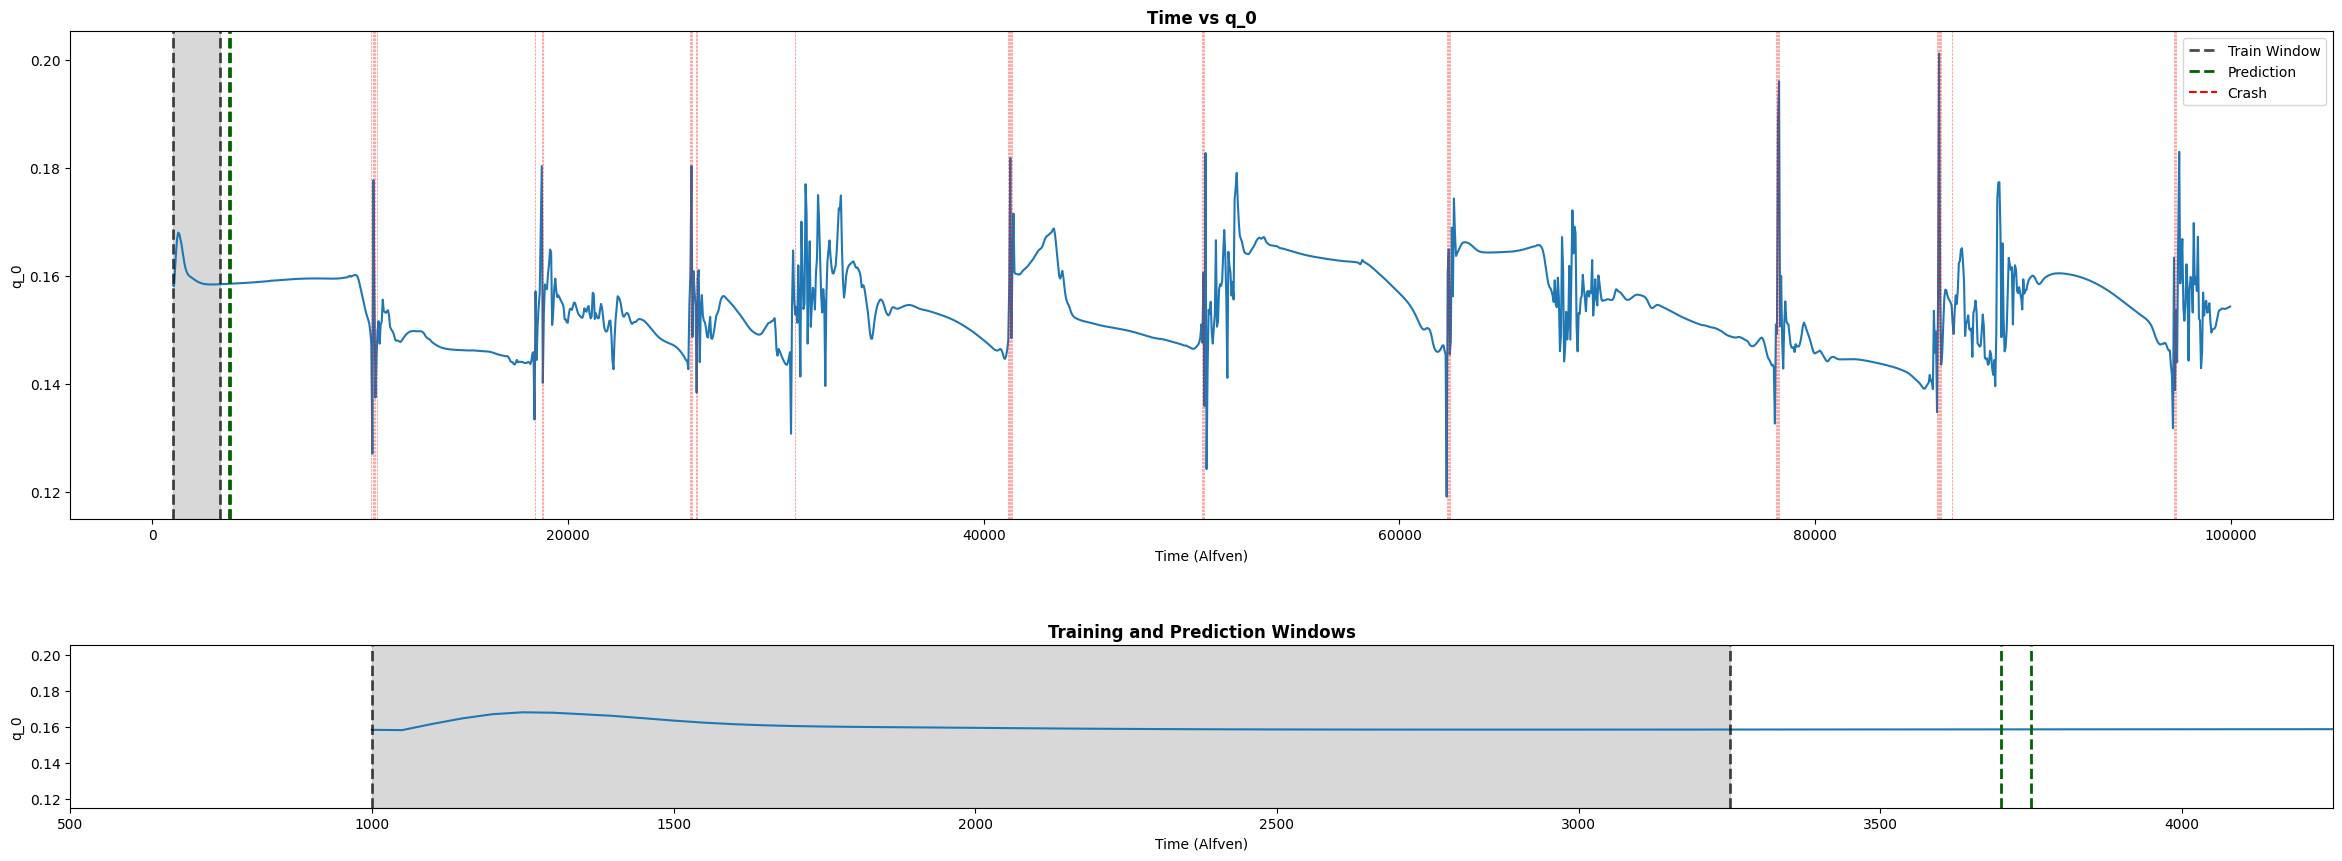 Time vs q_0
0.20
0.18
0.16
0.14
0.12
q_0
Train Window
Prediction
Crash
0
20000
40000
60000
80000
100000
Time (Alfven)
Training and Prediction Windows
0.20
0.18
0.16
0.14
0.12
q_0
500
1000
1500
2000
2500
3000
3500
4000
Time (Alfven)